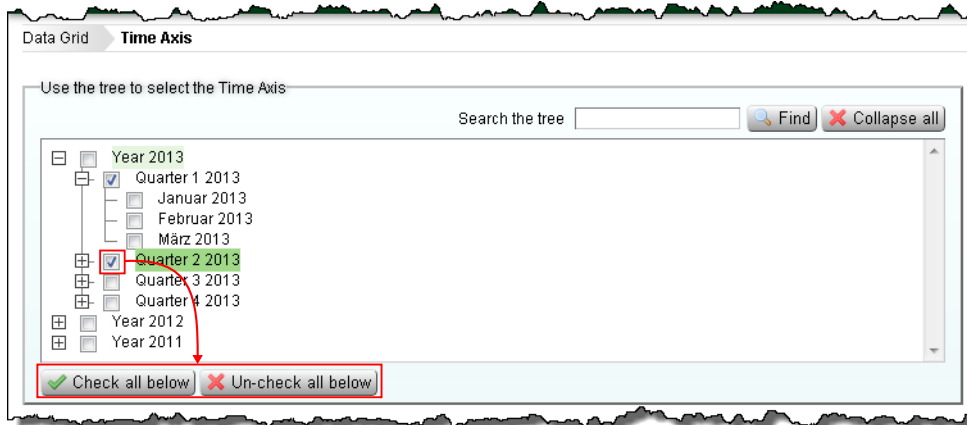 Data Grid Time Axis
Use the tree to select the Time Axis
Search the tree Find Collapse all
Year 2013
Quarter 1 2013
Januar 2013
Februar 2013
März 2013
Quarter 2 2013
Quarter 3 2013
Quarter 4 2013
Year 2012
Year 2011
Check all below Un-check all below